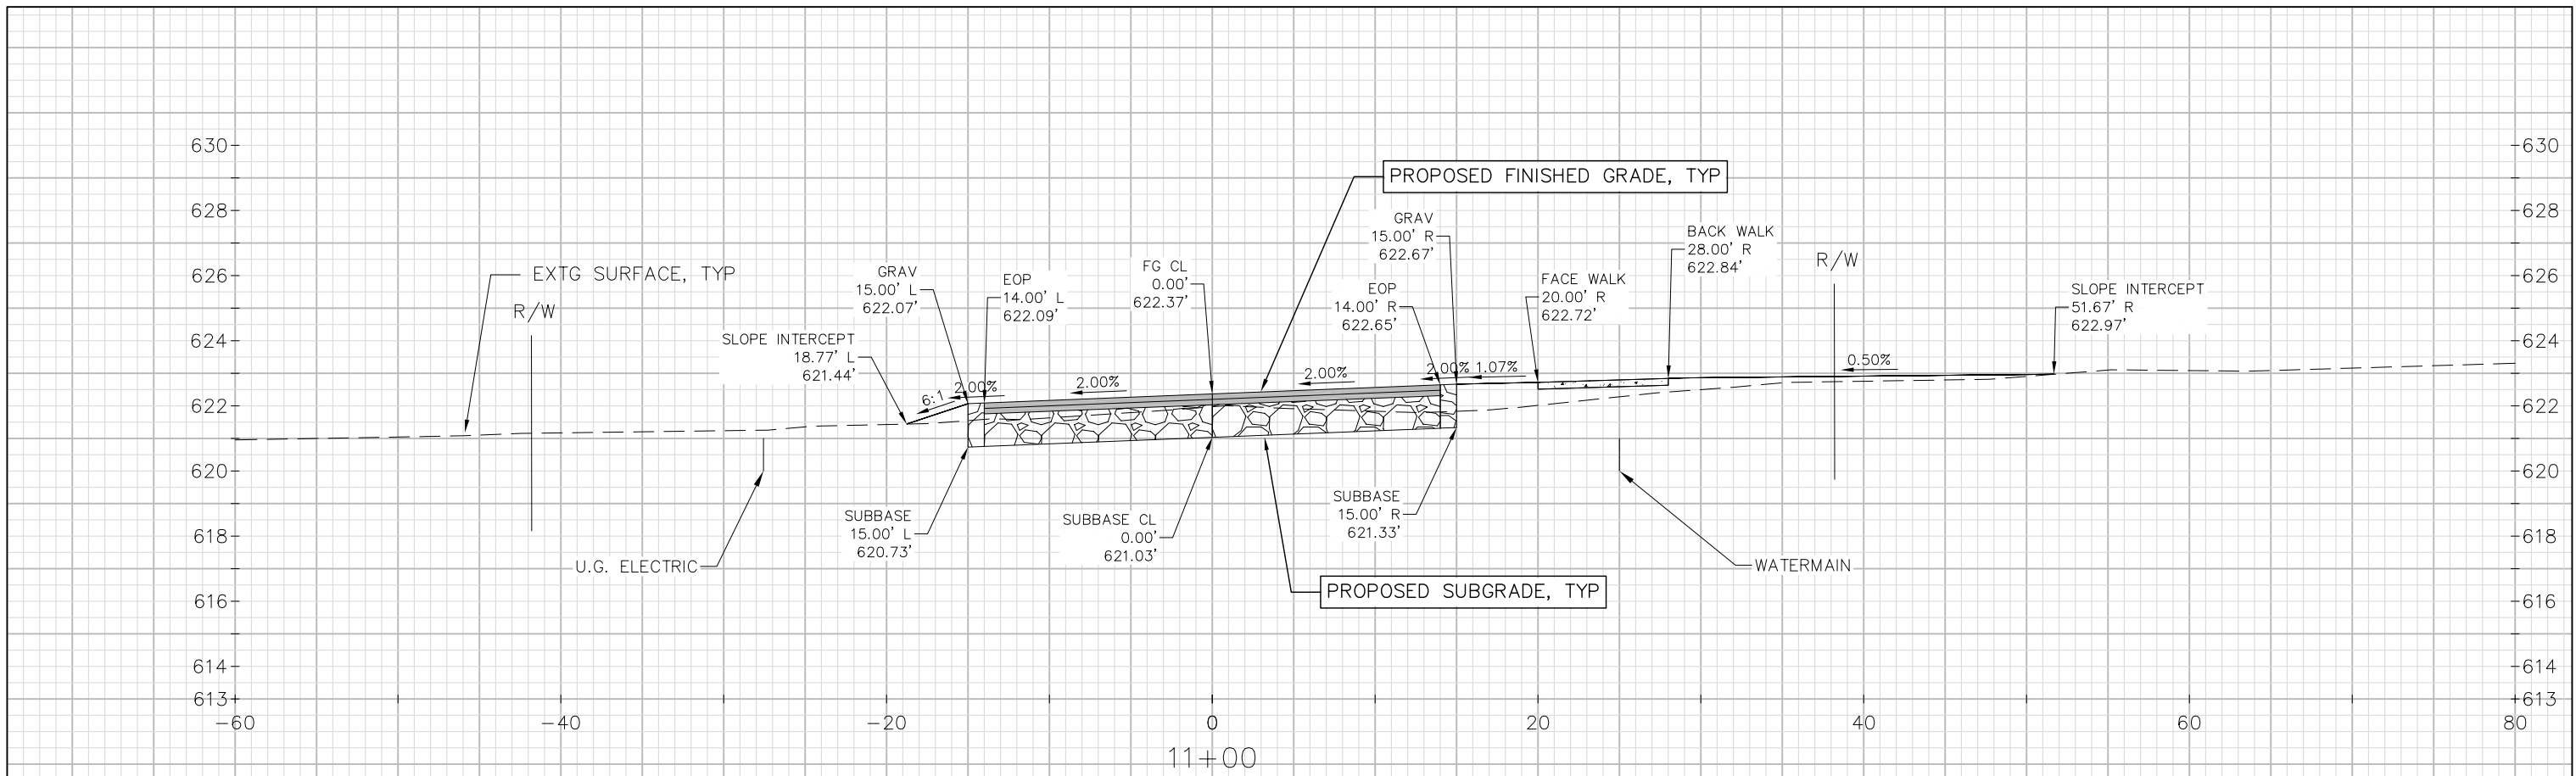 PROPOSED FINISHED GRADE, TYP
630
630
628
628
626
626
624
624
622
622
620
620
618
618
616
616
614
614
613
613
EXTG SURFACE, TYP
R/W
SLOPE INTERCEPT
18.77' L
621.44'
GRAV
15.00' L
622.07'
EOP
14.00' L
622.09'
FG CL
0.00'
622.37'
GRAV
15.00' R
622.67'
EOP
14.00' R
622.65'
FACE WALK
20.00' R
622.72'
BACK WALK
28.00' R
622.84'
R/W
SLOPE INTERCEPT
51.67' R
622.97'
6:1
2.00%
2.00%
2.00%
2.00%
1.07%
0.50%
SUBBASE
15.00' L
620.73'
SUBBASE CL
0.00'
621.03'
SUBBASE
15.00' R
621.33'
U.G. ELECTRIC
WATERMAIN
PROPOSED SUBGRADE, TYP
-60
-40
-20
0
20
40
60
80
11+00